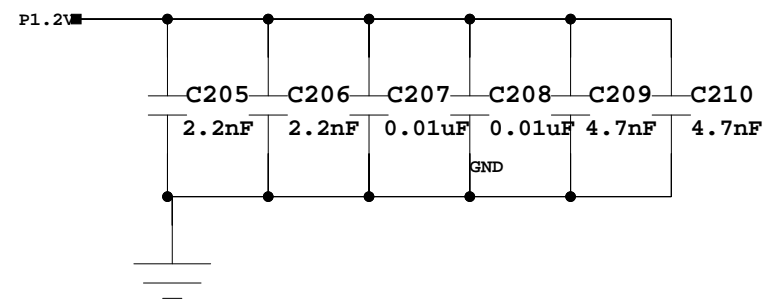 P1.2V
C205 C206 C207 C208 C209 C210
2.2nF 2.2nF 0.01uF 0.01uF 4.7nF 4.7nF
GND